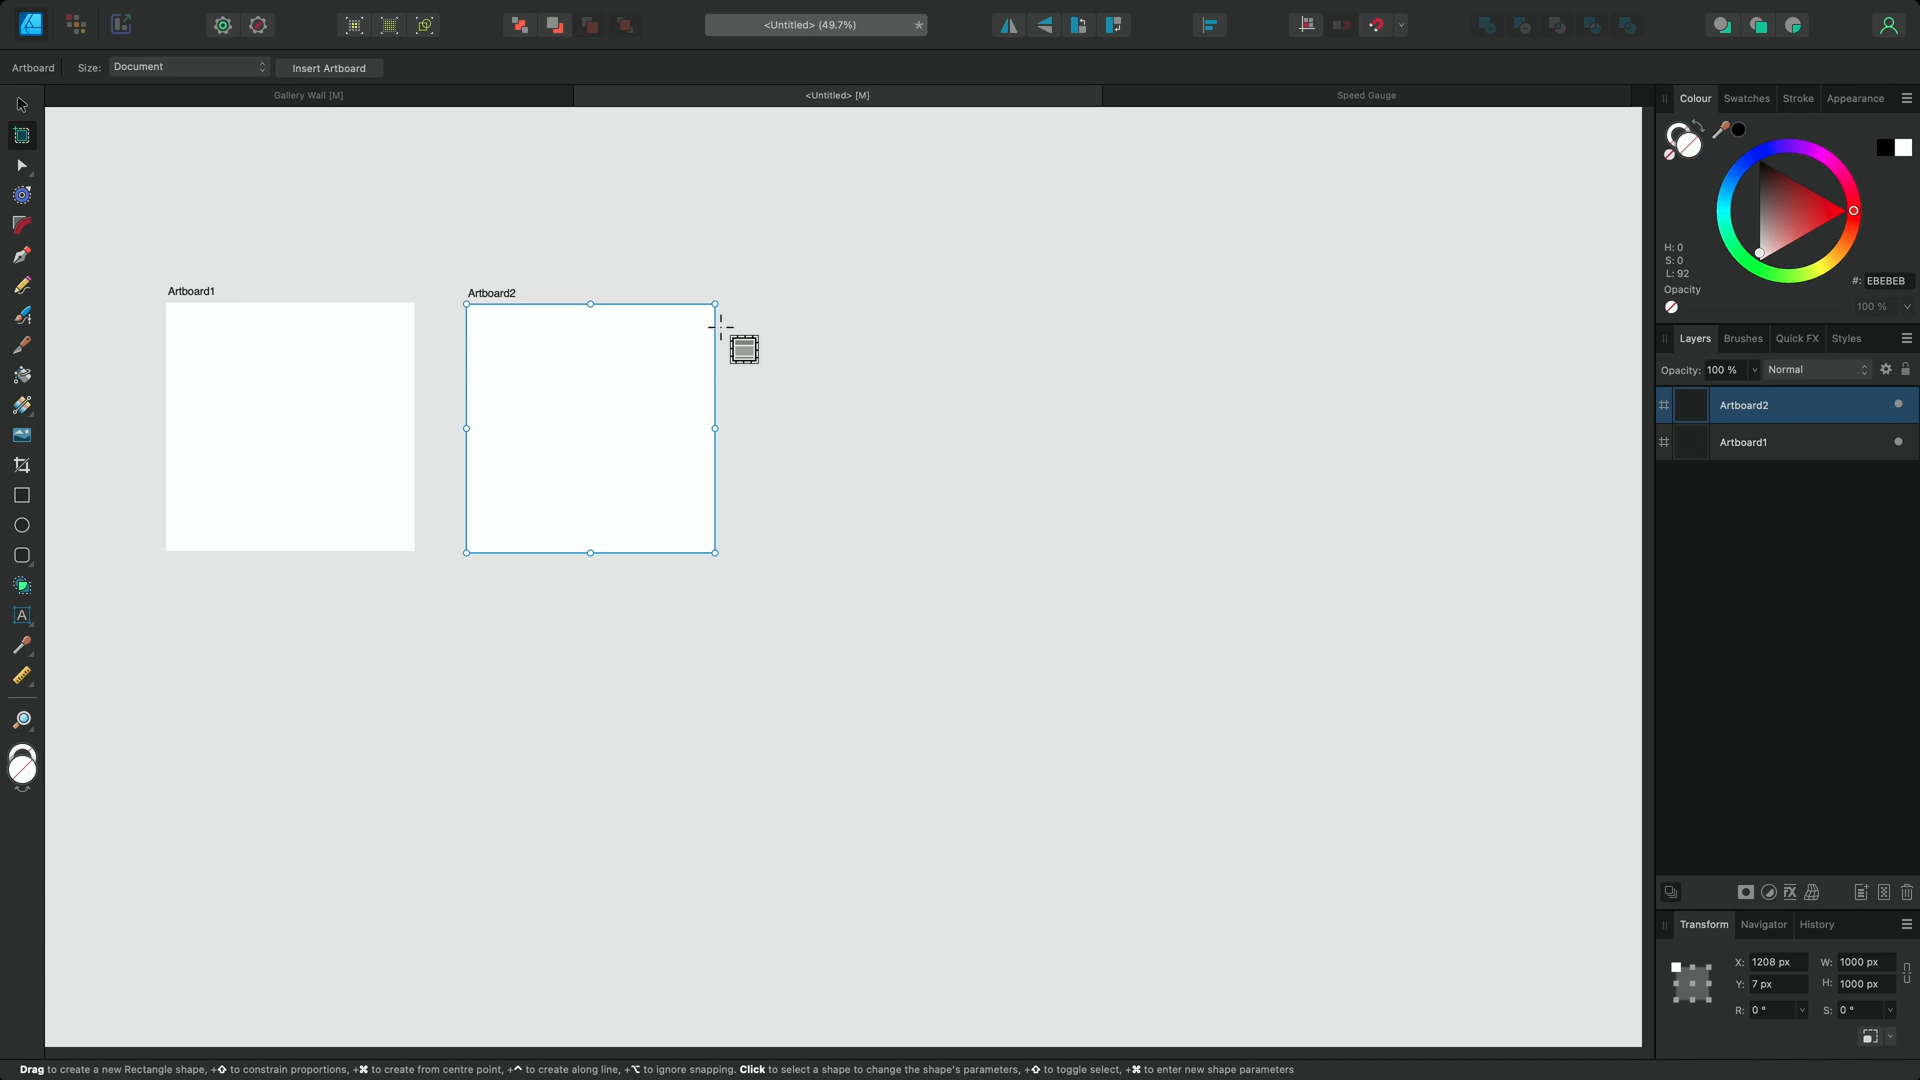 <Untitled> (49.7%)
*
Artboard
Size:
Document
Insert Artboard
Gallery Wall [M]
<Untitled> [M]
Speed Gauge
Colour
Swatches
Stroke
Appearance
H: 0
S: 0
L: 92
#: EBEBEB
Opacity
100 %
Layers
Brushes
Quick FX
Styles
Opacity: 100 %
Normal
Artboard2
Artboard1
Artboard1
Artboard2
A
FX
Transform
Navigator
History
X: 1208 px
W: 1000 px
Y: 7 px
H: 1000 px
R: 0 °
S: 0 °
Drag to create a new Rectangle shape, +⇧ to constrain proportions, +⌘ to create from centre point, +^ to create along line, +⌥ to ignore snapping. Click to select a shape to change the shape's parameters, +⇧ to toggle select, +⌘ to enter new shape parameters